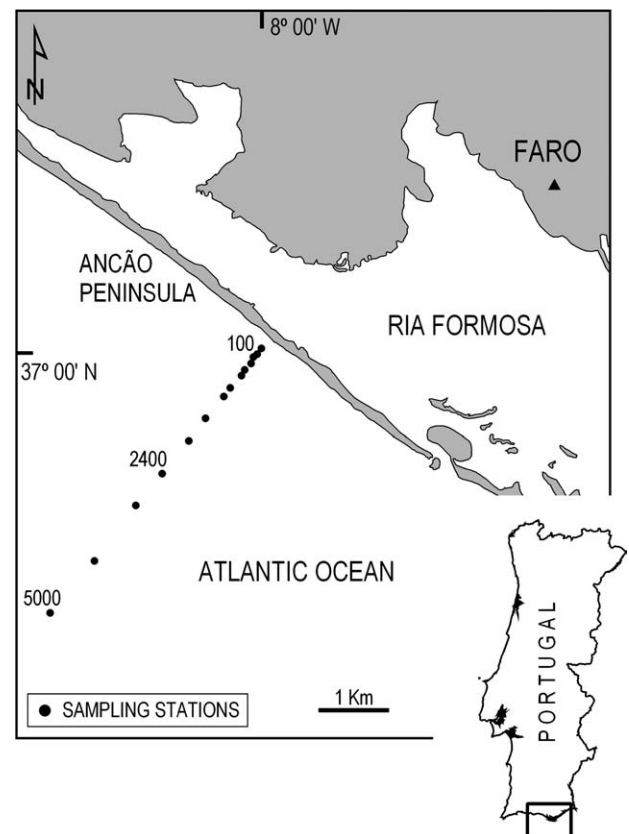 8º 00' W
N
FARO
ANCÃO
PENINSULA
RIA FORMOSA
100
37º 00' N
2400
ATLANTIC OCEAN
5000
SAMPLING STATIONS
1 Km
PORTUGAL